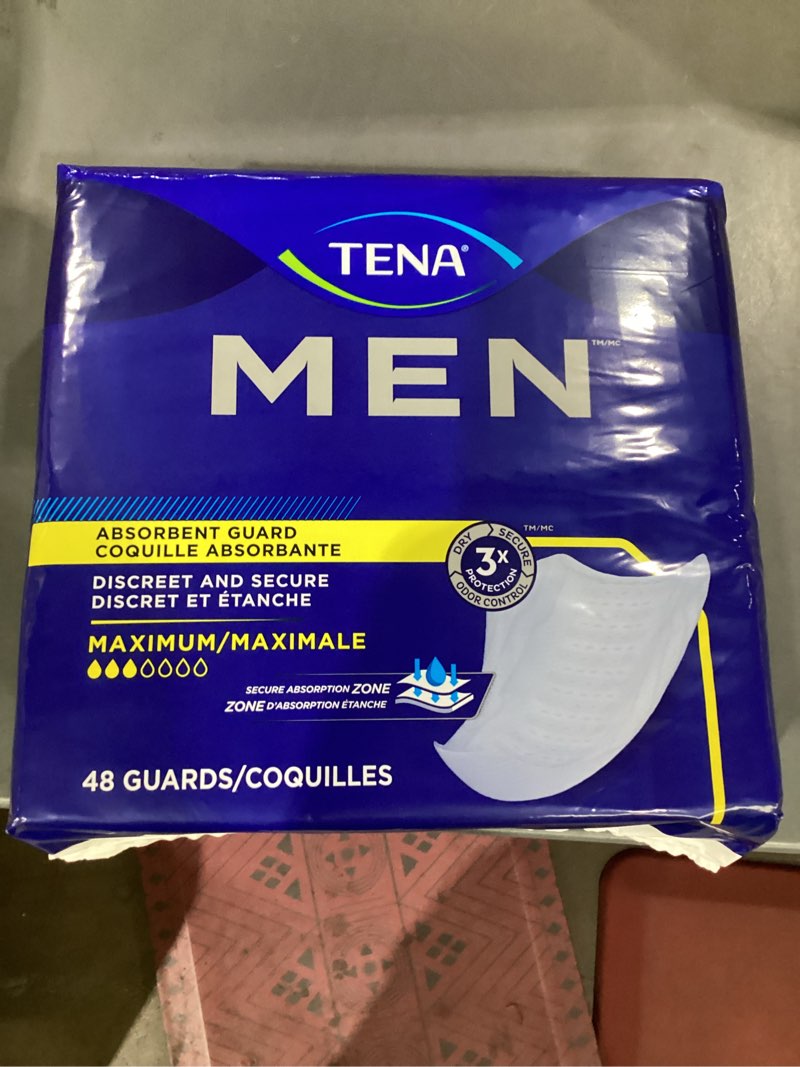 TENA®
MEN TM/MC
ABSORBENT GUARD
COQUILLE ABSORBANTE
TM/MC
DRY SECURE
3X
PROTECTION
ODOR CONTROL
DISCREET AND SECURE
DISCRET ET ÉTANCHE
MAXIMUM/MAXIMALE
SECURE ABSORPTION ZONE
ZONE D'ABSORPTION ÉTANCHE
48 GUARDS/COQUILLES